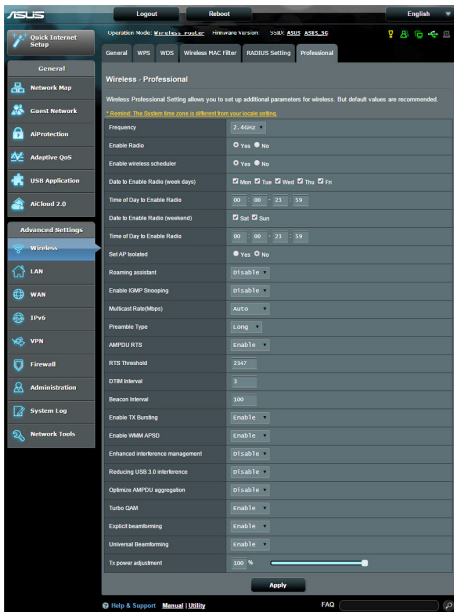 ASUS Logout Reboot English
Quick Internet Setup
Operation Mode: Wireless router Firmware Version: SSID: ASUS ASUS_5G
General WPS WDS Wireless MAC Filter RADIUS Setting Professional
General
Network Map
Guest Network
AiProtection
Adaptive QoS
USB Application
AiCloud 2.0
Advanced Settings
Wireless
LAN
WAN
IPv6
VPN
Firewall
Administration
System Log
Network Tools
Wireless - Professional
Wireless Professional Setting allows you to set up additional parameters for wireless. But default values are recommended.
* Remind: The System time zone is different from your locale setting.
Frequency 2.4GHz
Enable Radio Yes No
Enable wireless scheduler Yes No
Date to Enable Radio (week days) Mon Tue Wed Thu Fri
Time of Day to Enable Radio 00 : 00 - 23 : 59
Date to Enable Radio (weekend) Sat Sun
Time of Day to Enable Radio 00 : 00 - 23 : 59
Set AP Isolated Yes No
Roaming assistant Disable
Enable IGMP Snooping Disable
Multicast Rate(Mbps) Auto
Preamble Type Long
AMPDU RTS Enable
RTS Threshold 2347
DTIM Interval 3
Beacon Interval 100
Enable TX Bursting Enable
Enable WMM APSD Enable
Enhanced interference management Disable
Reducing USB 3.0 interference Disable
Optimize AMPDU aggregation Disable
Turbo QAM Enable
Explicit beamforming Enable
Universal Beamforming Enable
Tx power adjustment 100 %
Apply
Help & Support Manual | Utility FAQ